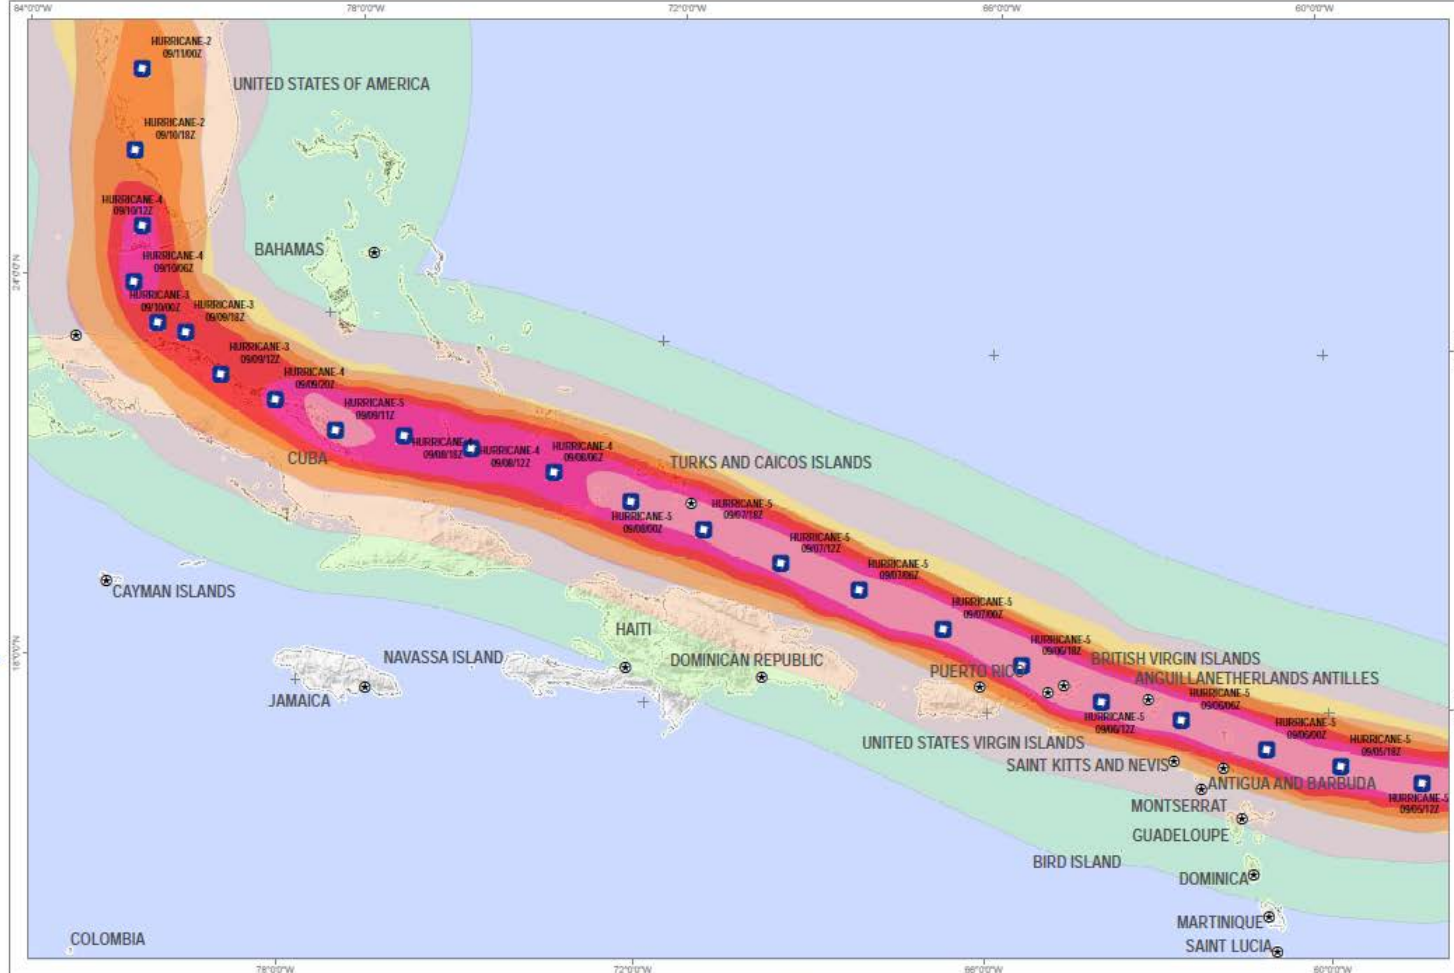 84°0'0"W 78°0'0"W 72°0'0"W 66°0'0"W 60°0'0"W
HURRICANE-2
09/11/00Z
UNITED STATES OF AMERICA
HURRICANE-2
09/10/18Z
HURRICANE-4
09/10/12Z
BAHAMAS
HURRICANE-4
09/10/06Z
24°0'0"N
HURRICANE-3
09/10/00Z
HURRICANE-3
09/09/18Z
HURRICANE-3
09/09/12Z
HURRICANE-4
09/09/20Z
HURRICANE-5
09/09/11Z
HURRICANE-4
09/08/18Z
HURRICANE-4
09/08/12Z
HURRICANE-4
09/08/06Z
CUBA
TURKS AND CAICOS ISLANDS
HURRICANE-5
09/08/00Z
HURRICANE-5
09/07/18Z
HURRICANE-5
09/07/12Z
HURRICANE-5
09/07/06Z
CAYMAN ISLANDS
HURRICANE-5
09/07/00Z
HAITI
18°0'0"N
NAVASSA ISLAND
DOMINICAN REPUBLIC
HURRICANE-5
09/06/18Z
BRITISH VIRGIN ISLANDS
PUERTO RICO
ANGUILLANETHERLANDS ANTILLES
JAMAICA
HURRICANE-5
09/06/12Z
HURRICANE-5
09/06/06Z
HURRICANE-5
09/06/00Z
HURRICANE-5
09/05/18Z
UNITED STATES VIRGIN ISLANDS
SAINT KITTS AND NEVIS
ANTIGUA AND BARBUDA
HURRICANE-5
09/05/12Z
MONTSERRAT
GUADELOUPE
BIRD ISLAND
DOMINICA
MARTINIQUE
COLOMBIA
SAINT LUCIA
78°0'0"W 72°0'0"W 66°0'0"W 60°0'0"W